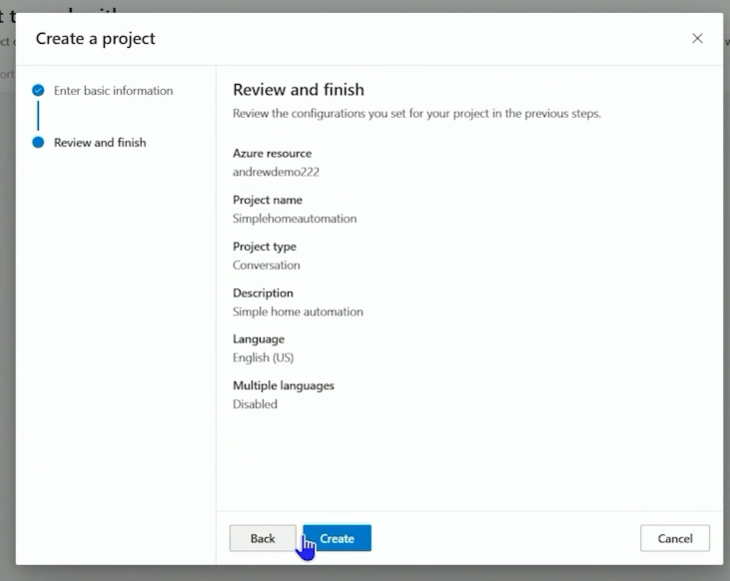 Create a project
Enter basic information
Review and finish
Review and finish
Review the configurations you set for your project in the previous steps.
Azure resource
andrewdemo222
Project name
Simplehomeautomation
Project type
Conversation
Description
Simple home automation
Language
English (US)
Multiple languages
Disabled
Back
Create
Cancel